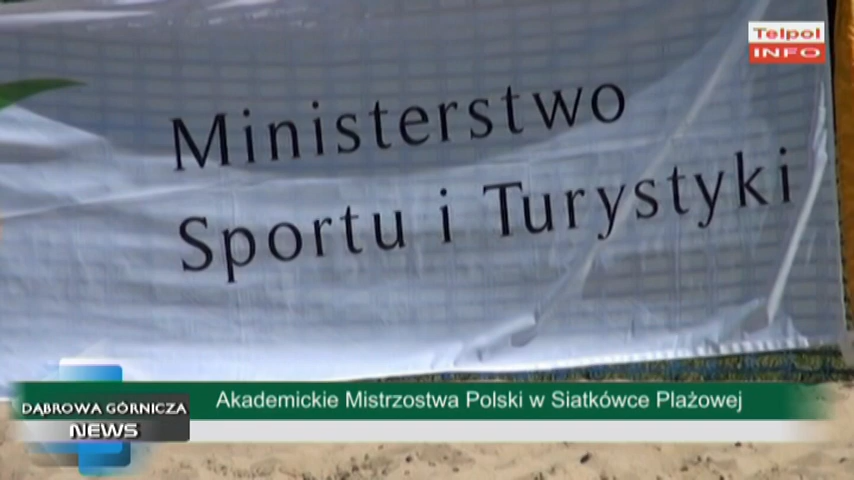 Telpol
INFO
Ministerstwo
Sportu i Turystyki
Akademickie Mistrzostwa Polski w Siatkówce Plażowej
DĄBROWA GÓRNICZA
NEWS